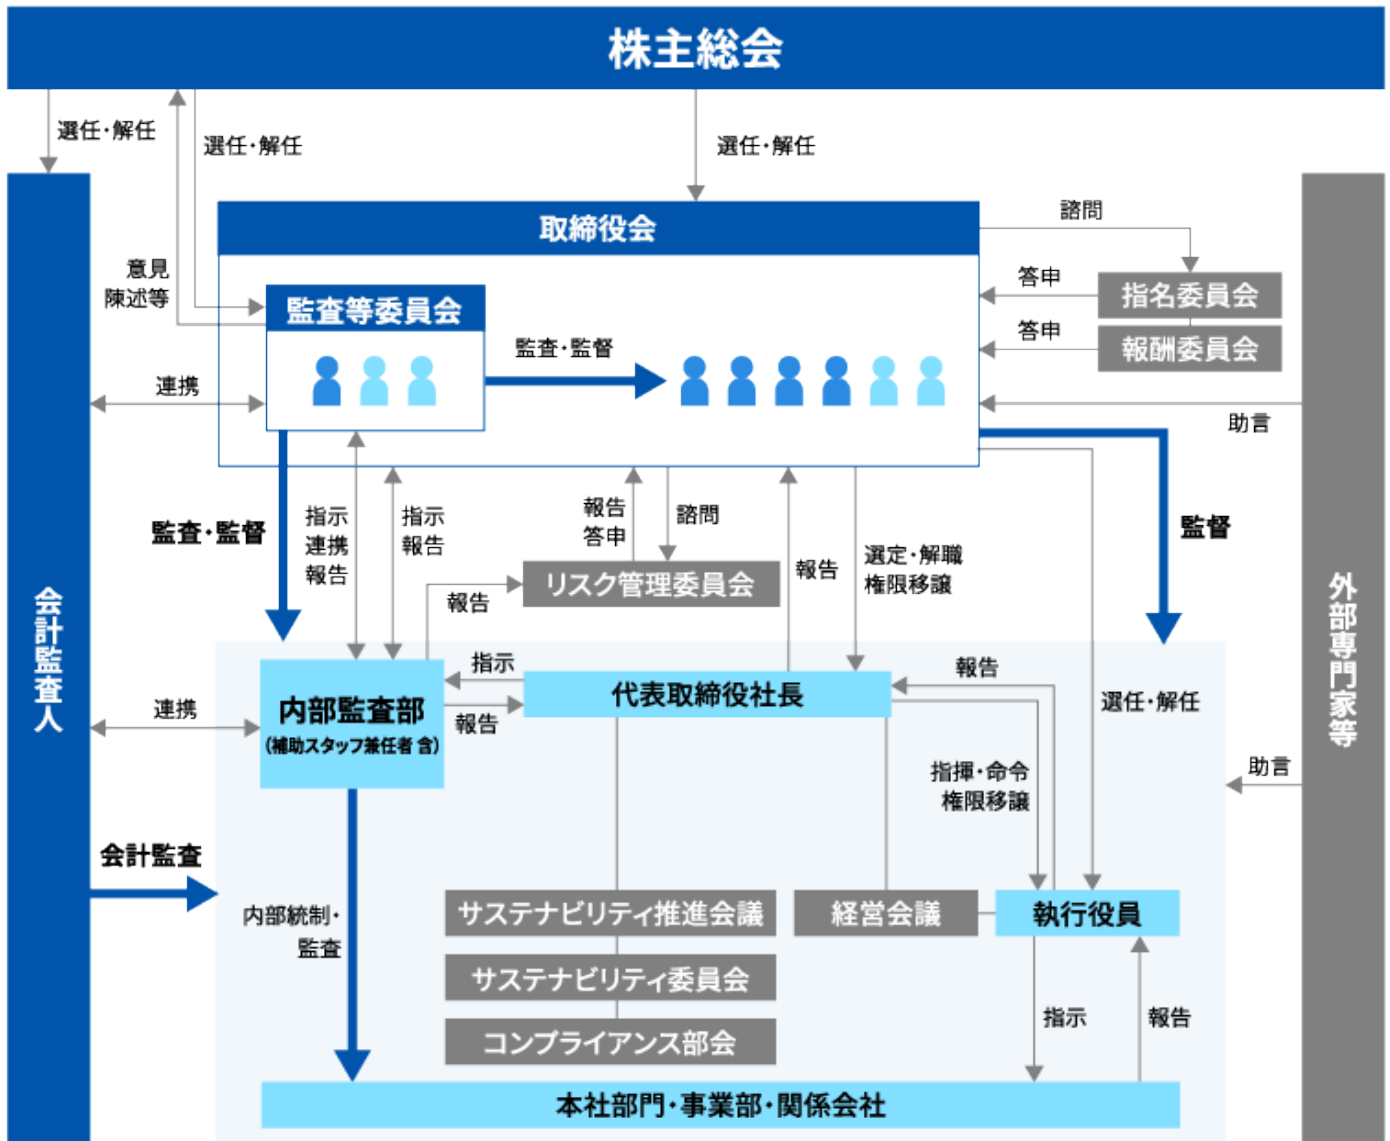 株主総会
選任・解任
選任・解任
選任・解任
取締役会
諮問
意見
陳述等
監査等委員会
答申
指名委員会
答申
報酬委員会
監査・監督
連携
助言
監査・監督
指示
連携
報告
指示
報告
報告
答申
諮問
報告
選定・解職
権限移譲
監督
リスク管理委員会
報告
会計監査人
外部専門家等
内部監査部
(補助スタッフ兼任者 含)
指示
報告
代表取締役社長
報告
選任・解任
連携
指揮・命令
権限移譲
助言
会計監査
内部統制・
監査
サステナビリティ推進会議
経営会議
執行役員
サステナビリティ委員会
コンプライアンス部会
指示
報告
本社部門・事業部・関係会社